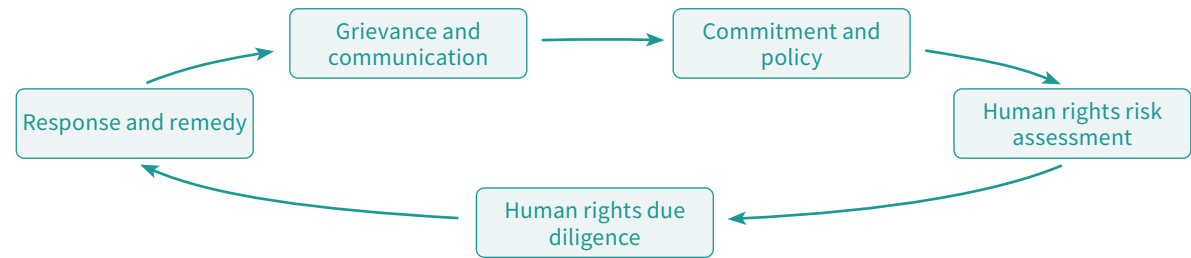 Grievance and
communication
Commitment and
policy
Response and remedy
Human rights risk
assessment
Human rights due
diligence